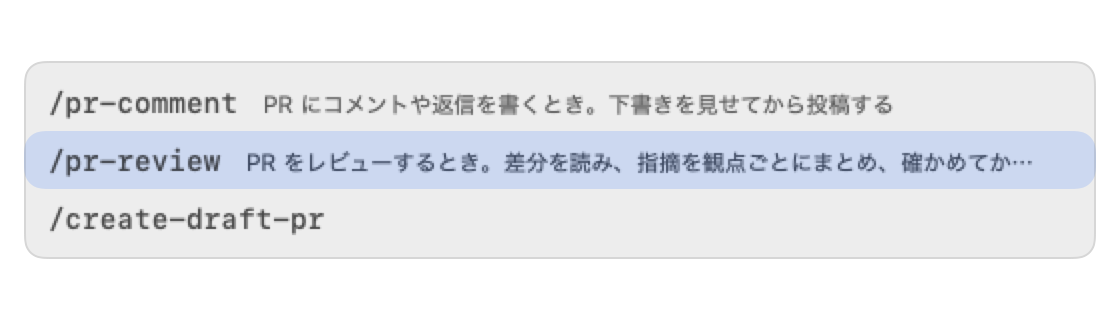 /pr-comment PR にコメントや返信を書くとき。下書きを見せてから投稿する
/pr-review PR をレビューするとき。差分を読み、指摘を観点ごとにまとめ、確かめてか…
/create-draft-pr